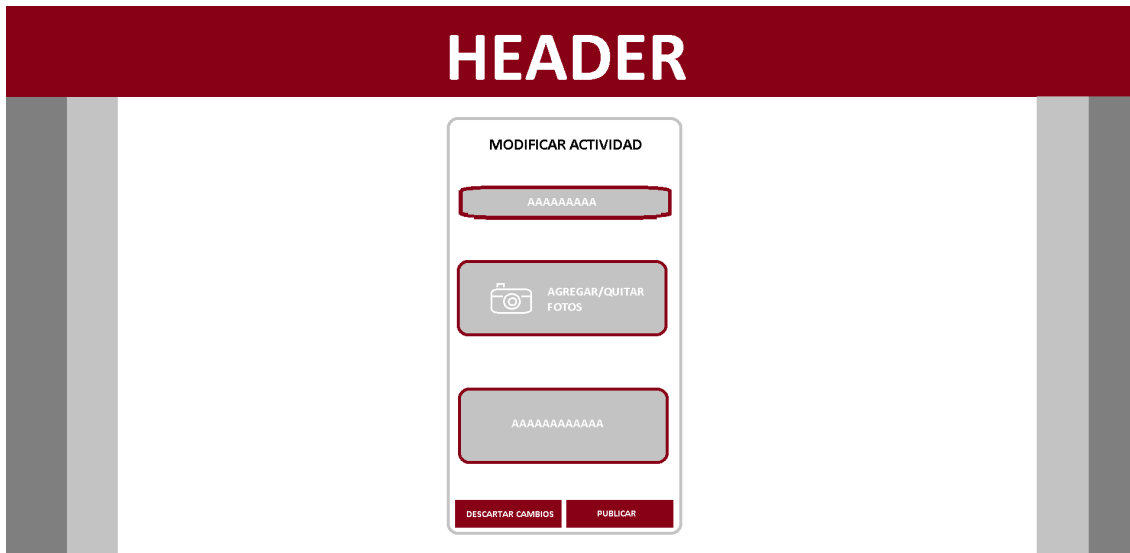 HEADER
MODIFICAR ACTIVIDAD
AAAAAAAAA
AGREGAR/QUITAR
FOTOS
AAAAAAAAAAAA
DESCARTAR CAMBIOS
PUBLICAR